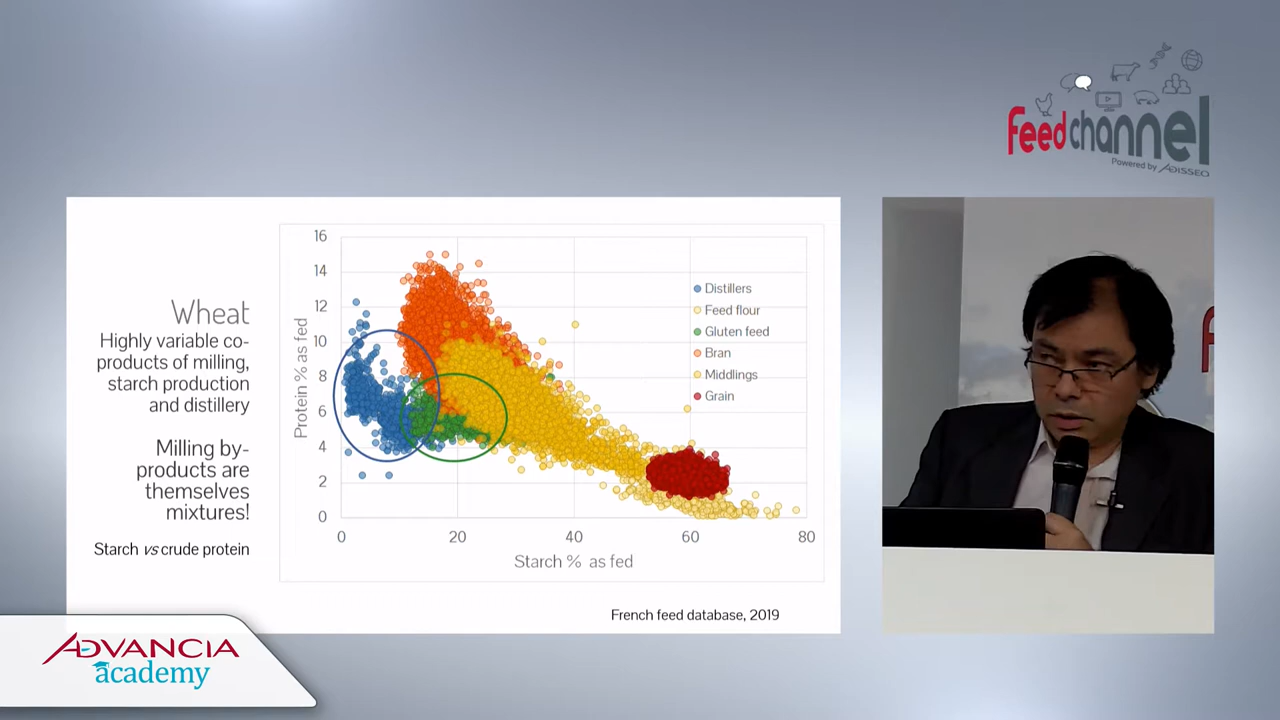 feedchannel
Powered by ADISSEO
Wheat
Highly variable co-
products of milling,
starch production
and distillery
Milling by-
products are
themselves
mixtures!
Starch vs crude protein
Protein % as fed
16
14
12
10
8
6
4
2
0
0 20 40 60 80
Starch % as fed
Distillers
Feed flour
Gluten feed
Bran
Middlings
Grain
French feed database, 2019
ADVANCIA
academy